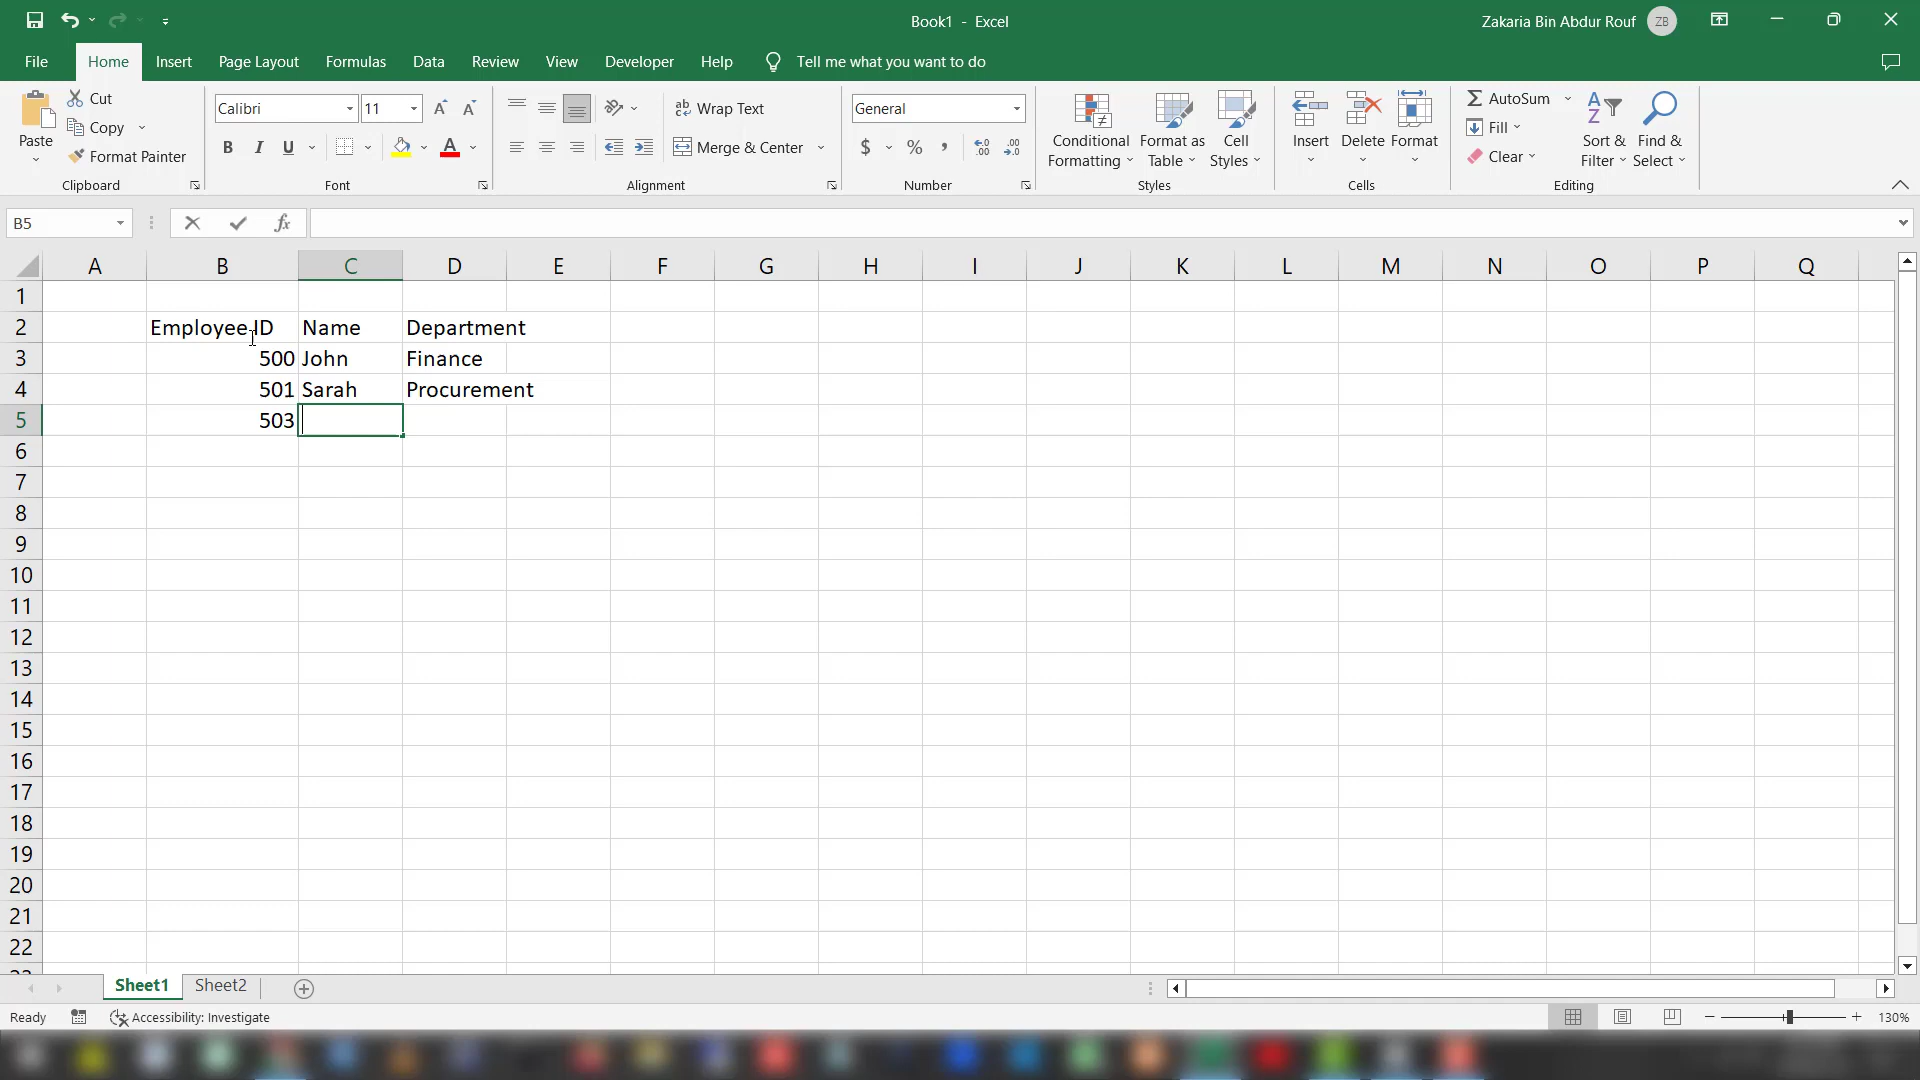 Book1 - Excel
Zakaria Bin Abdur Rouf ZB
File Home Insert Page Layout Formulas Data Review View Developer Help Tell me what you want to do
Paste
Cut
Copy
Format Painter
Clipboard
Calibri 11
A A
B I U A
Font
ab Wrap Text
Merge & Center
Alignment
General
$ % ,
Number
Conditional Formatting
Format as Table
Cell Styles
Styles
Insert Delete Format
Cells
AutoSum
Fill
Clear
Sort & Filter
Find & Select
Editing
B5 fx
A B C D E F G H I J K L M N O P Q
1
2 Employee ID Name Department
3 500 John Finance
4 501 Sarah Procurement
5 503
6
7
8
9
10
11
12
13
14
15
16
17
18
19
20
21
22
Sheet1 Sheet2
Ready Accessibility: Investigate 130%